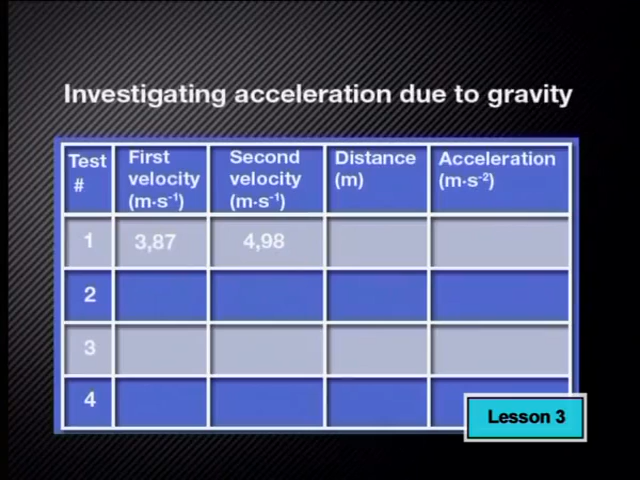 Investigating acceleration due to gravity
Test # First velocity (m·s⁻¹) Second velocity (m·s⁻¹) Distance (m) Acceleration (m·s⁻²)
1 3,87 4,98
2
3
4
Lesson 3